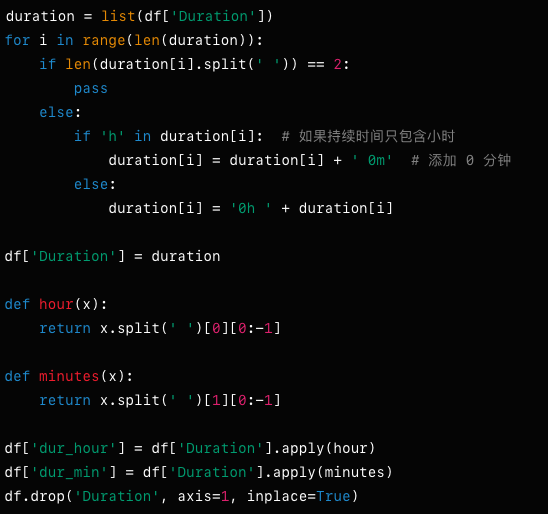 duration = list(df['Duration'])
for i in range(len(duration)):
    if len(duration[i].split(' ')) == 2:
        pass
    else:
        if 'h' in duration[i]:  # 如果持续时间只包含小时
            duration[i] = duration[i] + ' 0m'  # 添加 0 分钟
        else:
            duration[i] = '0h ' + duration[i]

df['Duration'] = duration

def hour(x):
    return x.split(' ')[0][0:-1]

def minutes(x):
    return x.split(' ')[1][0:-1]

df['dur_hour'] = df['Duration'].apply(hour)
df['dur_min'] = df['Duration'].apply(minutes)
df.drop('Duration', axis=1, inplace=True)